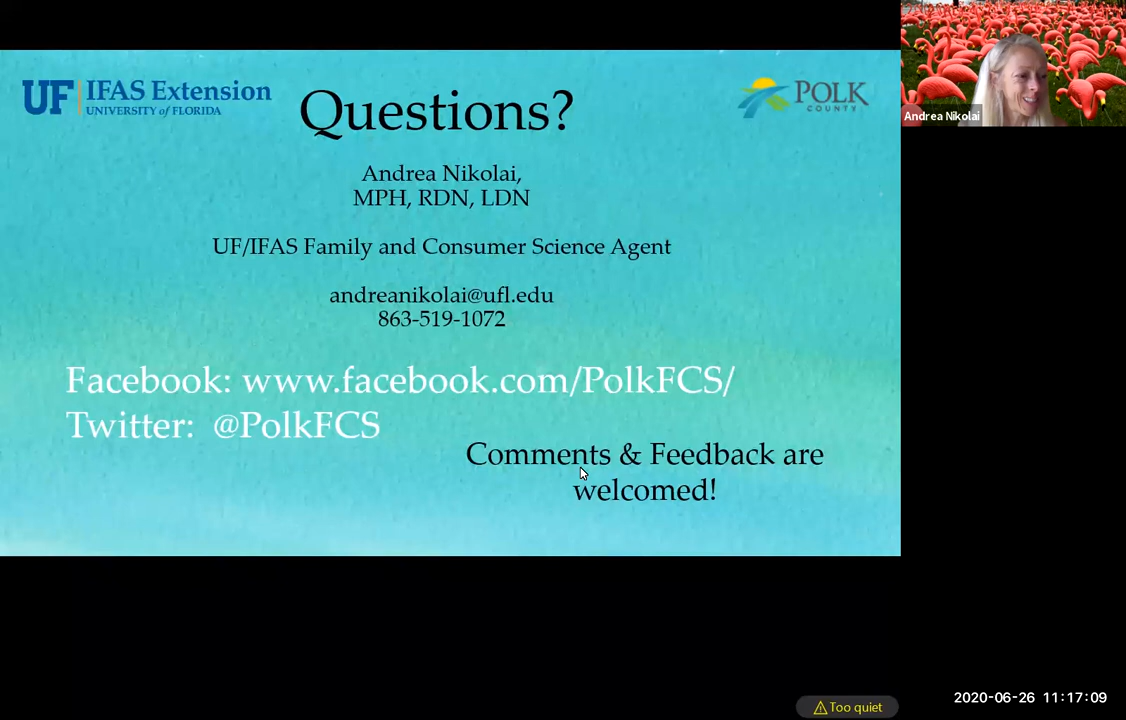 UF IFAS Extension
UNIVERSITY of FLORIDA
Questions?
POLK
COUNTY
Andrea Nikolai,
MPH, RDN, LDN
UF/IFAS Family and Consumer Science Agent
andreanikolai@ufl.edu
863-519-1072
Facebook: www.facebook.com/PolkFCS/
Twitter: @PolkFCS
Comments & Feedback are
welcomed!
Andrea Nikolai
Too quiet
2020-06-26 11:17:09